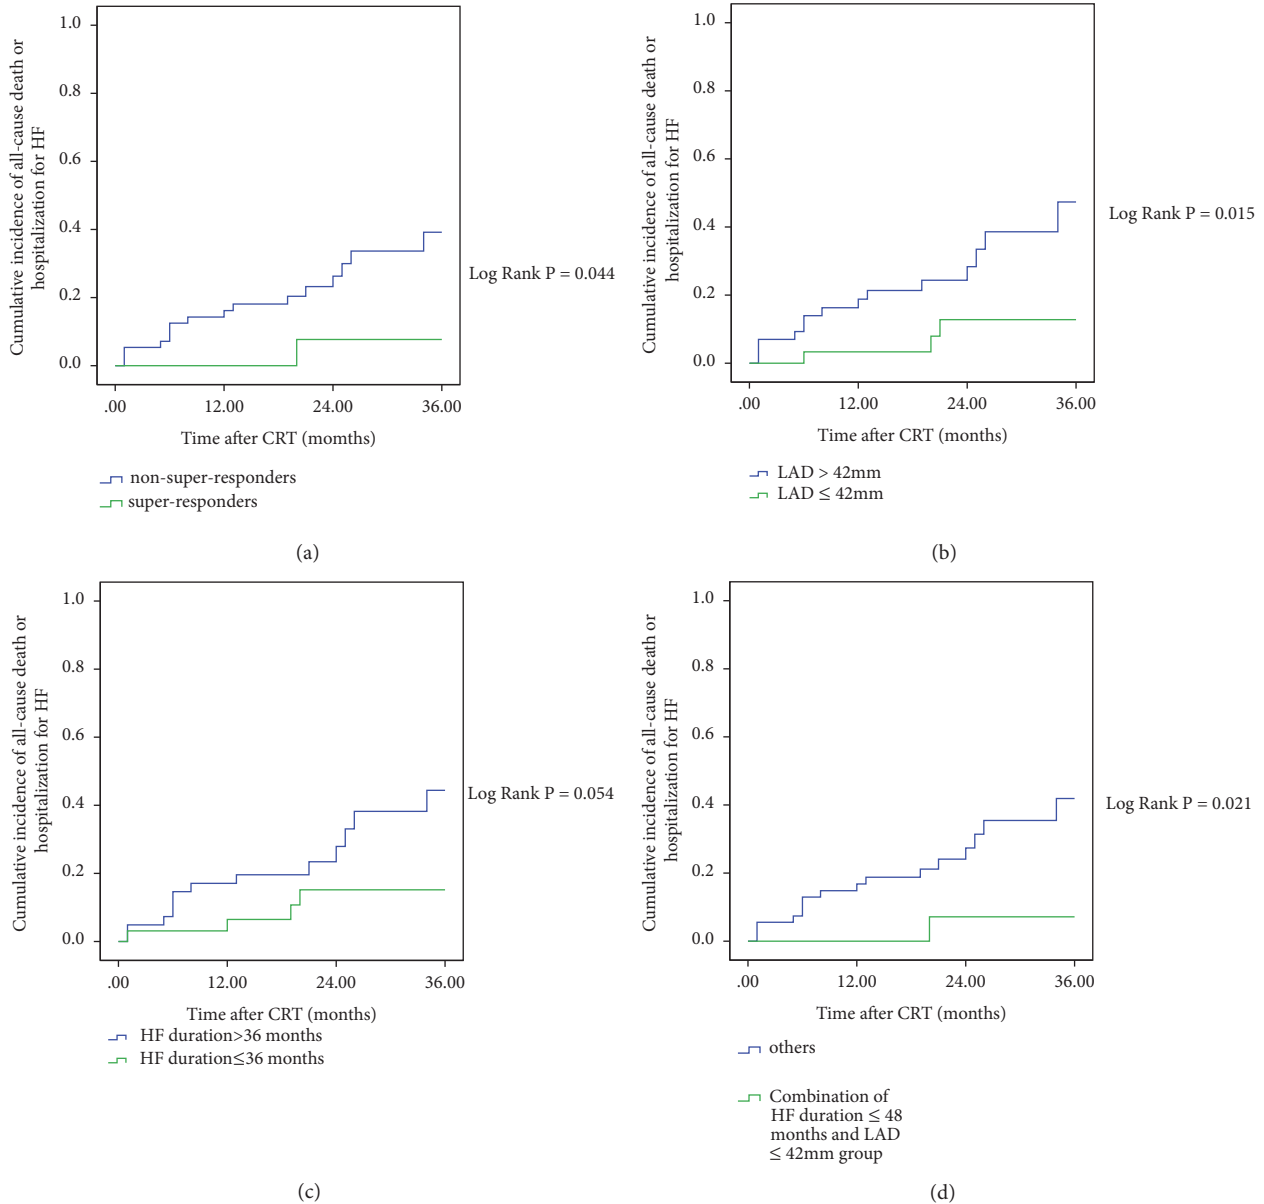 Cumulative incidence of all-cause death or
hospitalization for HF
1.0
0.8
0.6
0.4
0.2
0.0
.00
12.00
24.00
36.00
Time after CRT (momths)
Log Rank P = 0.044
non-super-responders
super-responders
(a)
Cumulative incidence of all-cause death or
hospitalization for HF
1.0
0.8
0.6
0.4
0.2
0.0
.00
12.00
24.00
36.00
Time after CRT (months)
Log Rank P = 0.015
LAD > 42mm
LAD ≤ 42mm
(b)
Cumulative incidence of all-cause death or
hospitalization for HF
1.0
0.8
0.6
0.4
0.2
0.0
.00
12.00
24.00
36.00
Time after CRT (months)
Log Rank P = 0.054
HF duration>36 months
HF duration≤36 months
(c)
Cumulative incidence of all-cause death or
hospitalization for HF
1.0
0.8
0.6
0.4
0.2
0.0
.00
12.00
24.00
36.00
Time after CRT (months)
Log Rank P = 0.021
others
Combination of
HF duration ≤ 48
months and LAD
≤ 42mm group
(d)